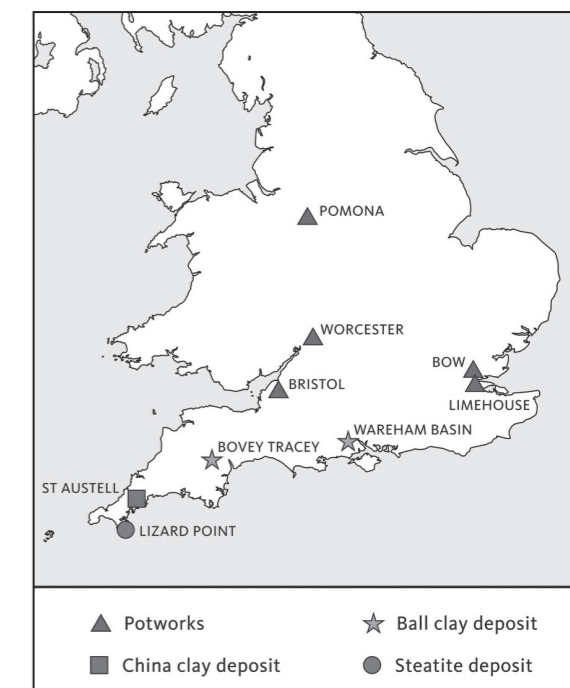 POMONA
WORCESTER
BOW
BRISTOL
LIMEHOUSE
WAREHAM BASIN
BOVEY TRACEY
ST AUSTELL
LIZARD POINT
Potworks
Ball clay deposit
China clay deposit
Steatite deposit